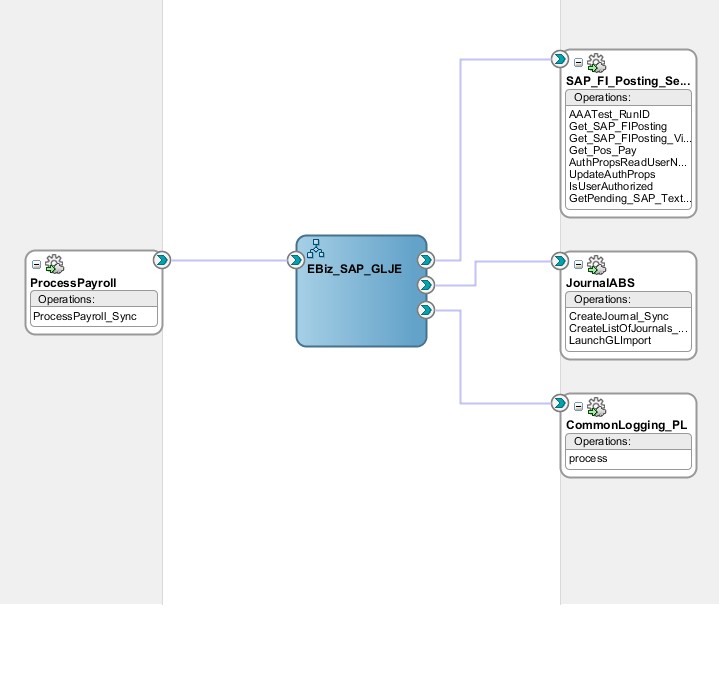 ProcessPayroll
Operations:
ProcessPayroll_Sync
EBiz_SAP_GLJE
SAP_FI_Posting_Se...
Operations:
AAATest_RunID
Get_SAP_FIPosting
Get_SAP_FIPosting_Vi...
Get_Pos_Pay
AuthPropsReadUserN...
UpdateAuthProps
IsUserAuthorized
GetPending_SAP_Text...
JournalABS
Operations:
CreateJournal_Sync
CreateListOfJournals_...
LaunchGLImport
CommonLogging_PL
Operations:
process